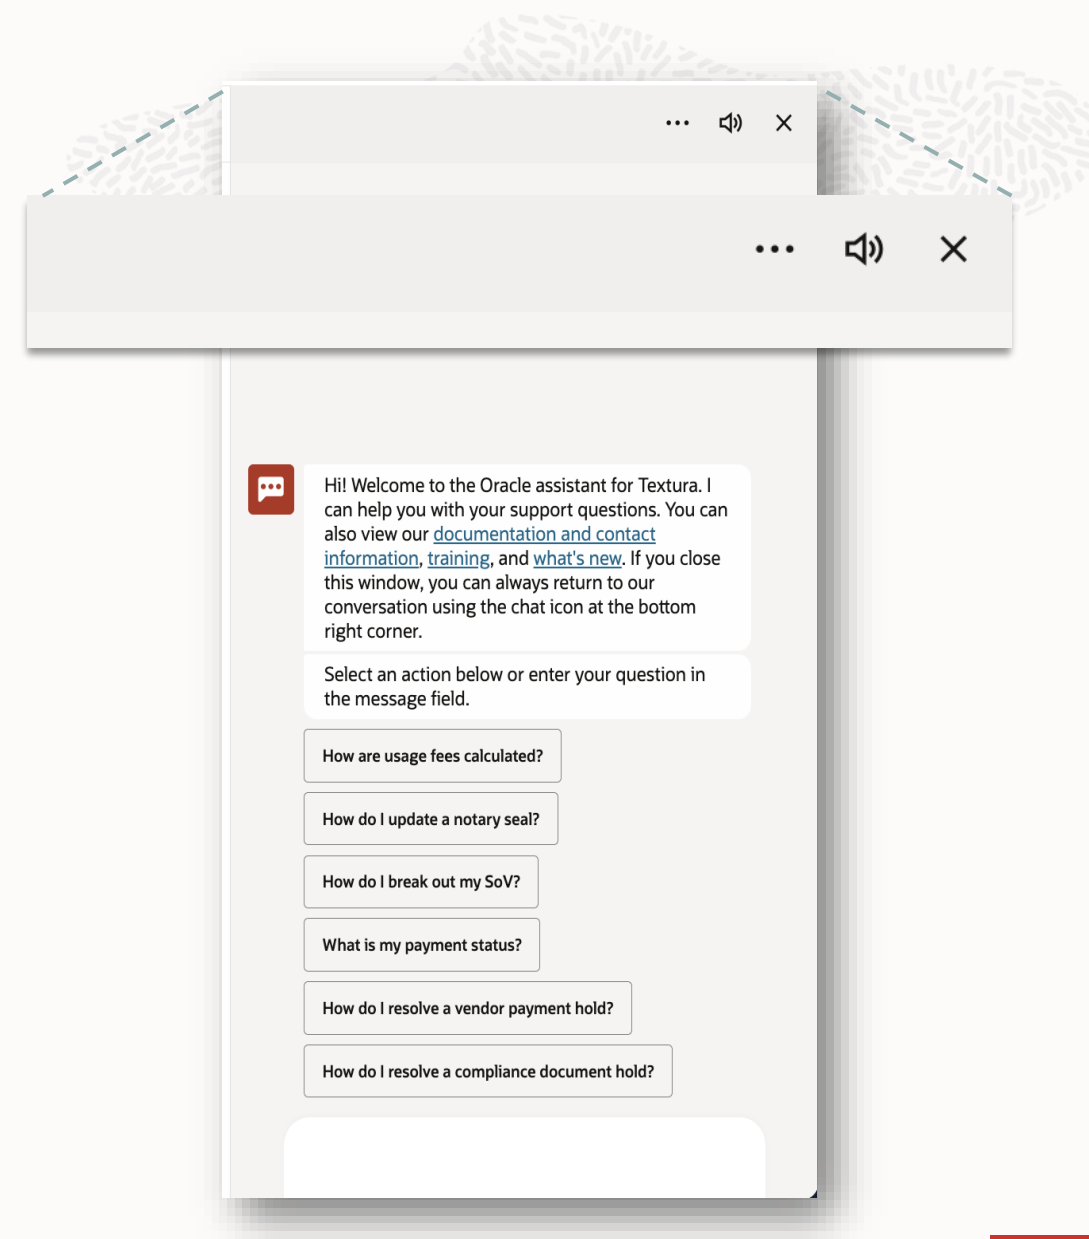 Hi! Welcome to the Oracle assistant for Textura. I
can help you with your support questions. You can
also view our documentation and contact
information, training, and what's new. If you close
this window, you can always return to our
conversation using the chat icon at the bottom
right corner.
Select an action below or enter your question in
the message field.
How are usage fees calculated?
How do I update a notary seal?
How do I break out my SoV?
What is my payment status?
How do I resolve a vendor payment hold?
How do I resolve a compliance document hold?